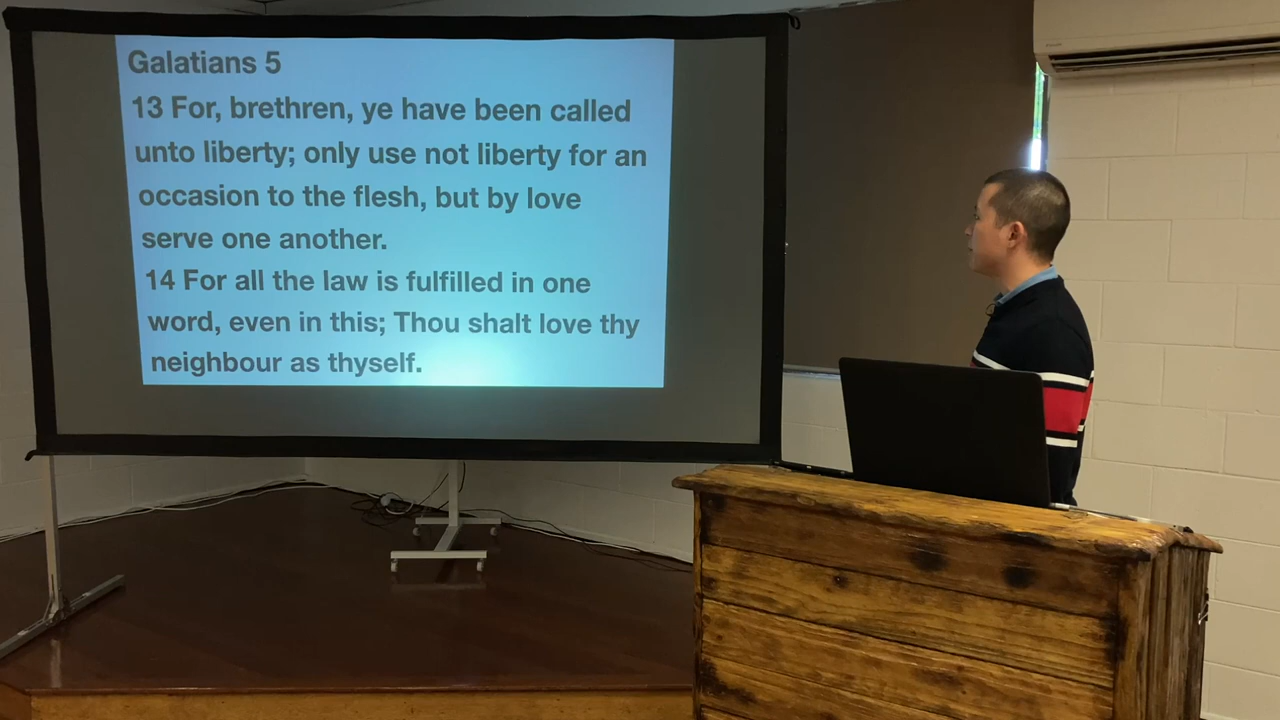 Galatians 5
13 For, brethren, ye have been called
unto liberty; only use not liberty for an
occasion to the flesh, but by love
serve one another.
14 For all the law is fulfilled in one
word, even in this; Thou shalt love thy
neighbour as thyself.